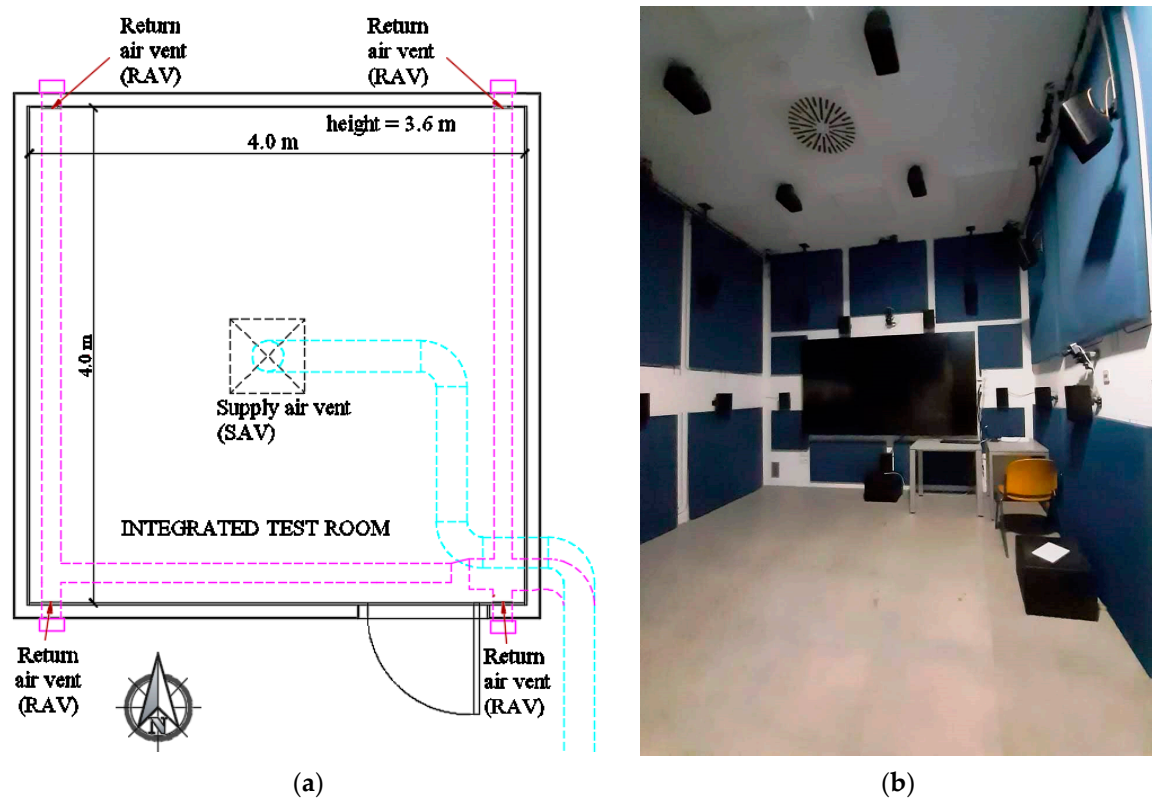 Return
air vent
(RAV)
Return
air vent
(RAV)
height = 3.6 m
4.0 m
4.0 m
Supply air vent
(SAV)
INTEGRATED TEST ROOM
Return
air vent
(RAV)
Return
air vent
(RAV)
N
(a)
(b)